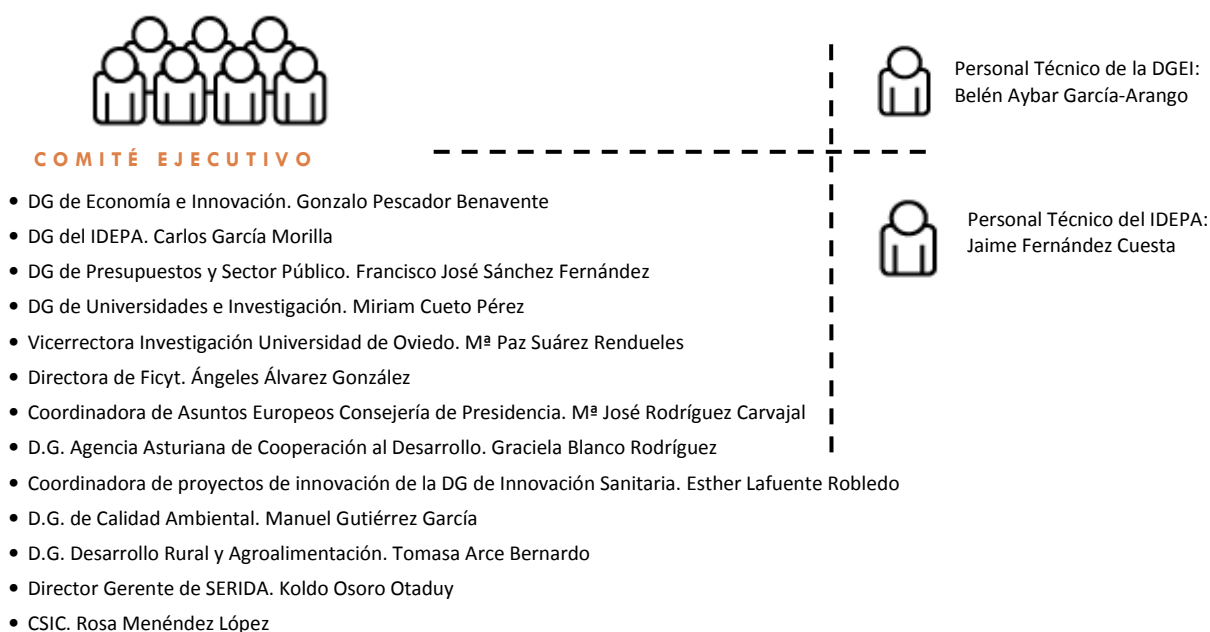 COMITÉ EJECUTIVO
• DG de Economía e Innovación. Gonzalo Pescador Benavente
• DG del IDEPA. Carlos García Morilla
• DG de Presupuestos y Sector Público. Francisco José Sánchez Fernández
• DG de Universidades e Investigación. Miriam Cueto Pérez
• Vicerrectora Investigación Universidad de Oviedo. Mª Paz Suárez Rendueles
• Directora de Ficyt. Ángeles Álvarez González
• Coordinadora de Asuntos Europeos Consejería de Presidencia. Mª José Rodríguez Carvajal
• D.G. Agencia Asturiana de Cooperación al Desarrollo. Graciela Blanco Rodríguez
• Coordinadora de proyectos de innovación de la DG de Innovación Sanitaria. Esther Lafuente Robledo
• D.G. de Calidad Ambiental. Manuel Gutiérrez García
• D.G. Desarrollo Rural y Agroalimentación. Tomasa Arce Bernardo
• Director Gerente de SERIDA. Koldo Osoro Otaduy
• CSIC. Rosa Menéndez López
Personal Técnico de la DGEI:
Belén Aybar García-Arango
Personal Técnico del IDEPA:
Jaime Fernández Cuesta